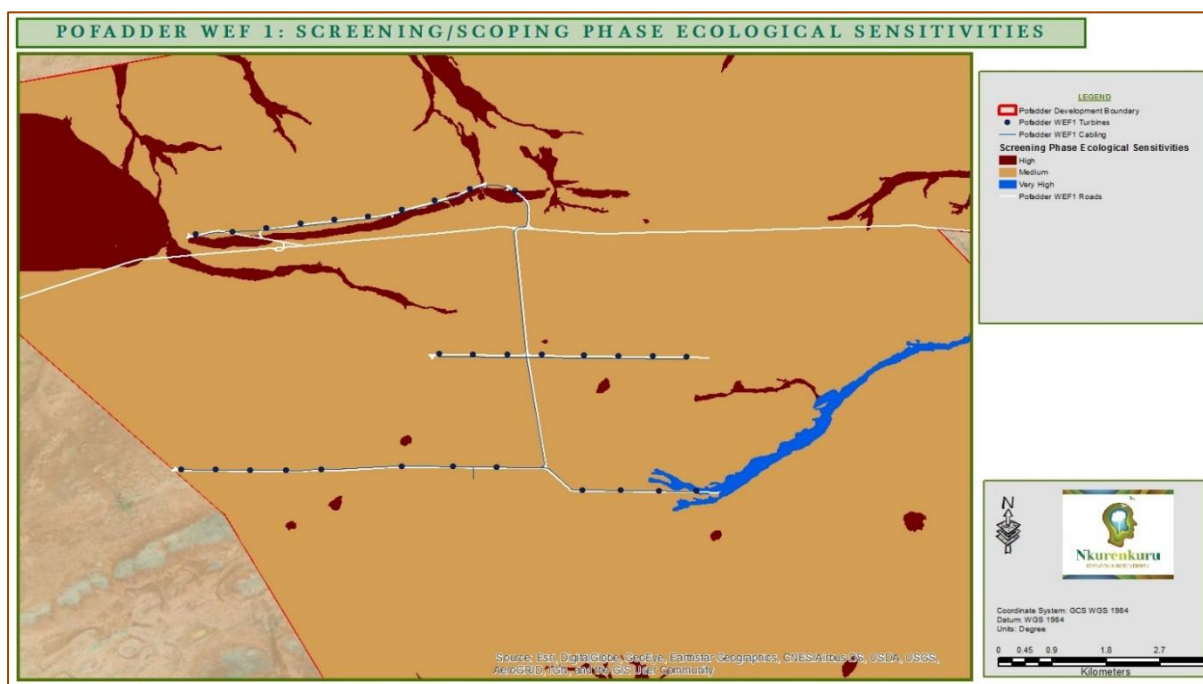 POFADDER WEF 1: SCREENING/SCOPING PHASE ECOLOGICAL SENSITIVITIES
LEGEND
Pofadder Development Boundary
Pofadder WEF1 Turbines
Pofadder WEF1 Cabling
Screening Phase Ecological Sensitivities
High
Medium
Very High
Pofadder WEF1 Roads
N
Nkurenkuru
Coordinate System: GCS WGS 1984
Datum: WGS 1984
Units: Degree
0 0.45 0.9 1.8 2.7
Kilometers
Source: Esri, DigitalGlobe, GeoEye, Earthstar Geographics, CNES/Airbus DS, USDA, USGS,
AeroGRID, IGN, and the GIS User Community